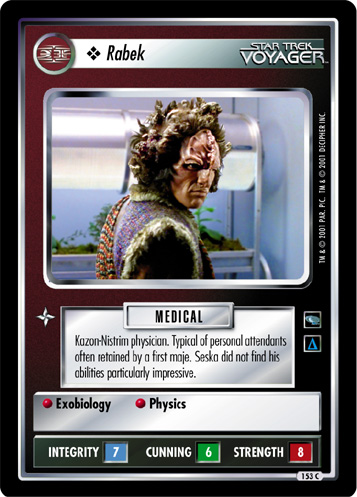 ❖ Rabek
STAR TREK
VOYAGER™
TM & © 2001 PAR. PIC. TM & © 2001 DECIPHER INC.
MEDICAL
Kazon-Nistrim physician. Typical of personal attendants
often retained by a first maje. Seska did not find his
abilities particularly impressive.
Exobiology Physics
INTEGRITY 7 CUNNING 6 STRENGTH 8
153 C